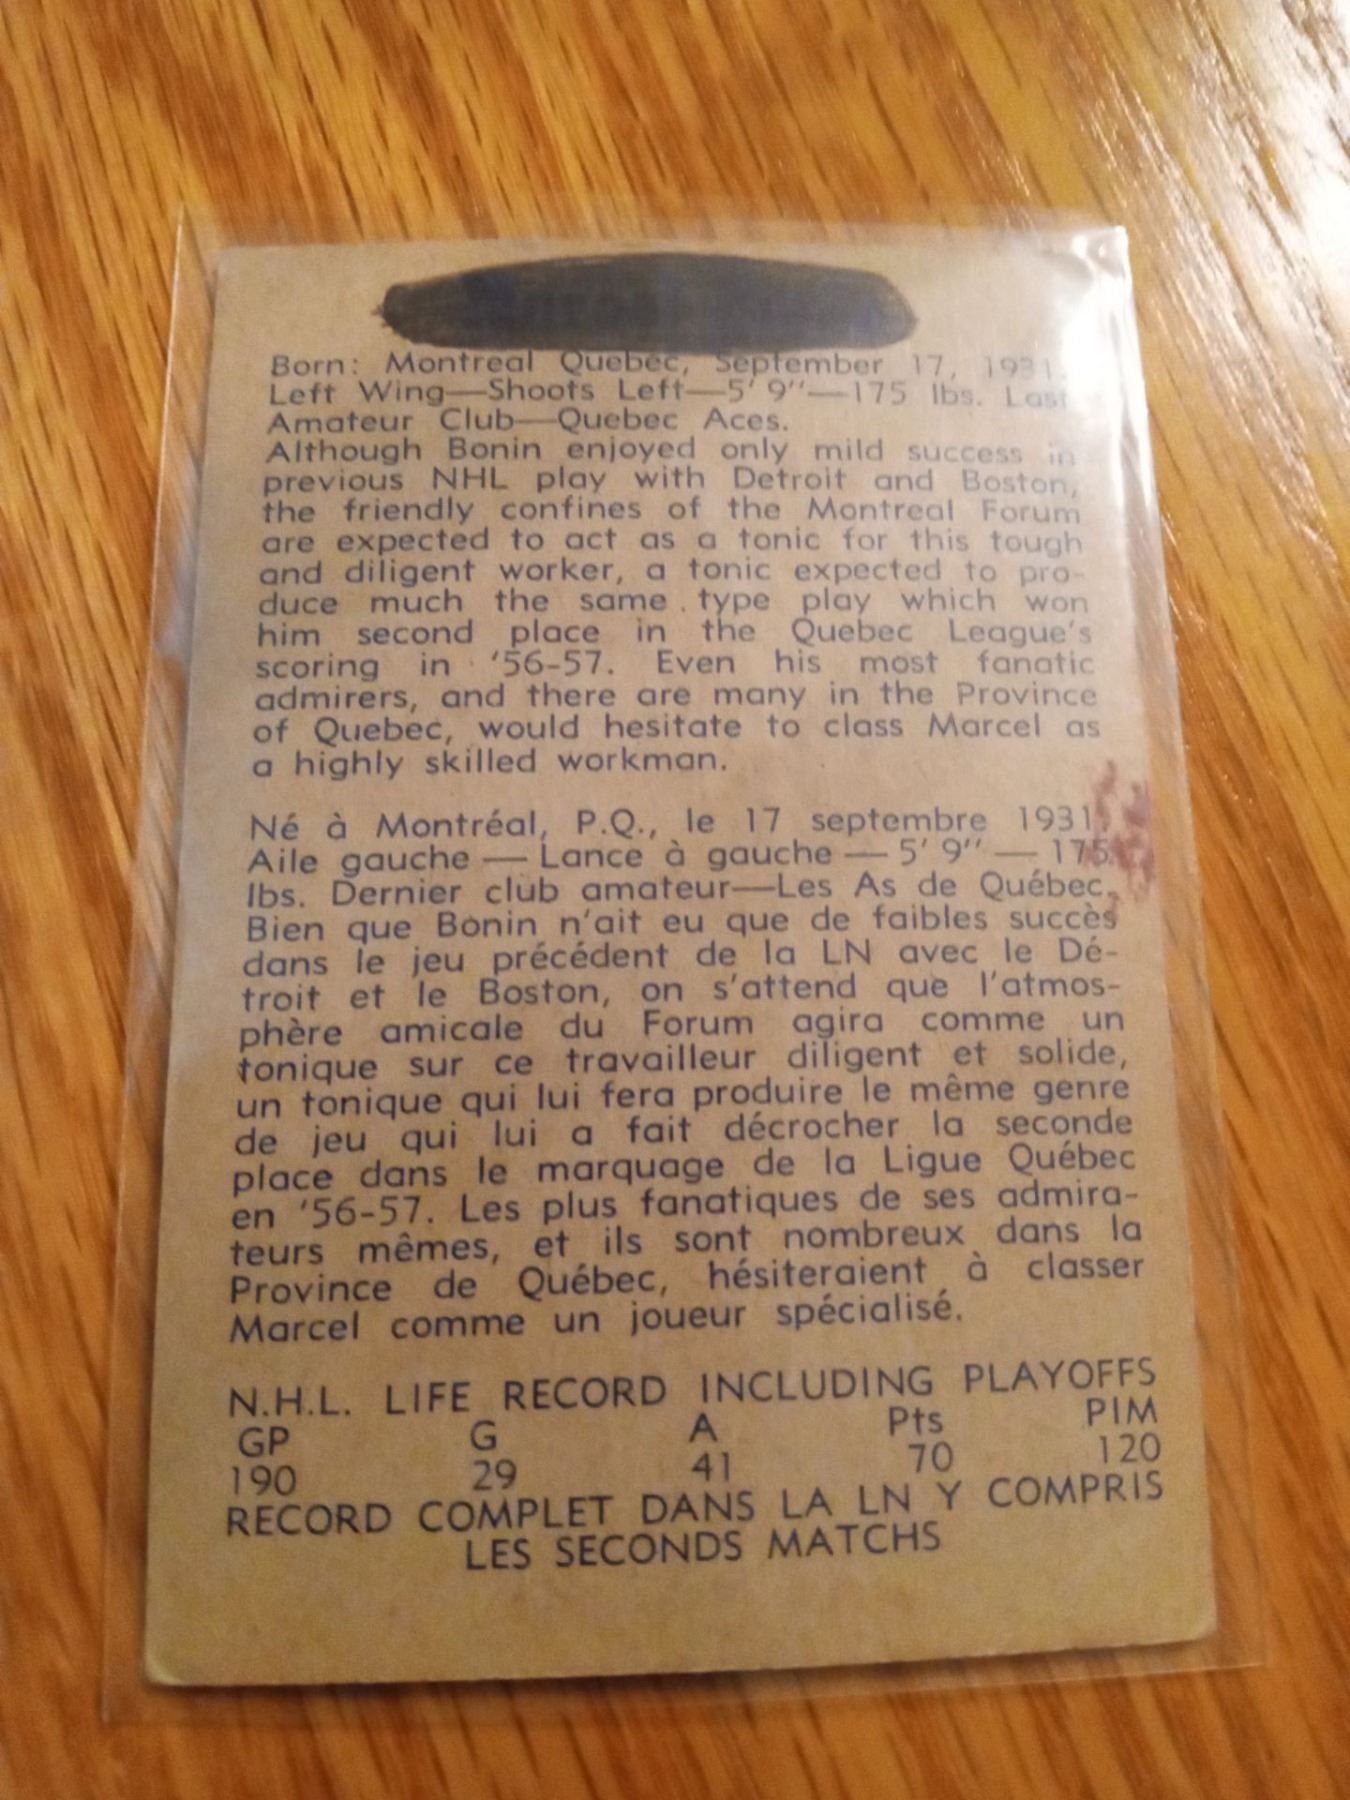 Born: Montreal Quebec, September 17, 1931.
Left Wing—Shoots Left—5' 9''—175 lbs. Last
Amateur Club—Quebec Aces.
Although Bonin enjoyed only mild success in
previous NHL play with Detroit and Boston,
the friendly confines of the Montreal Forum
are expected to act as a tonic for this tough
and diligent worker, a tonic expected to pro-
duce much the same type play which won
him second place in the Quebec League's
scoring in '56-57. Even his most fanatic
admirers, and there are many in the Province
of Quebec, would hesitate to class Marcel as
a highly skilled workman.
Né à Montréal, P.Q., le 17 septembre 1931.
Aile gauche — Lance à gauche — 5' 9'' — 175
lbs. Dernier club amateur—Les As de Québec.
Bien que Bonin n'ait eu que de faibles succès
dans le jeu précédent de la LN avec le Dé-
troit et le Boston, on s'attend que l'atmos-
phère amicale du Forum agira comme un
tonique sur ce travailleur diligent et solide,
un tonique qui lui fera produire le même genre
de jeu qui lui a fait décrocher la seconde
place dans le marquage de la Ligue Québec
en '56-57. Les plus fanatiques de ses admira-
teurs mêmes, et ils sont nombreux dans la
Province de Québec, hésiteraient à classer
Marcel comme un joueur spécialisé.
N.H.L. LIFE RECORD INCLUDING PLAYOFFS
GP G A Pts PIM
190 29 41 70 120
RECORD COMPLET DANS LA LN Y COMPRIS
LES SECONDS MATCHS